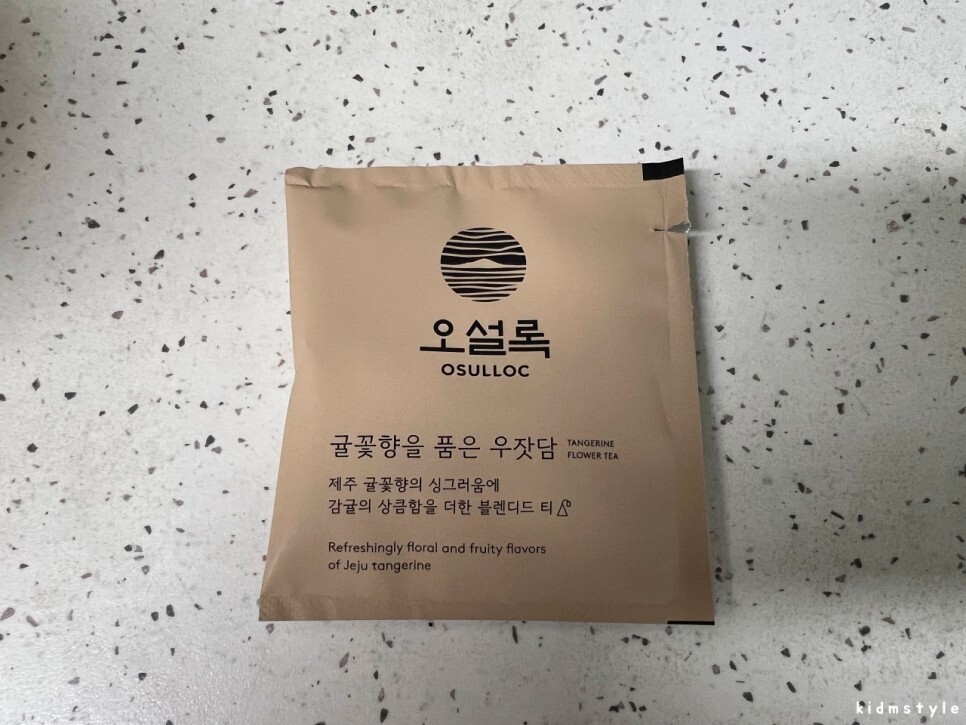 오설록
OSULLOC
귤꽃향을 품은 우잣담
TANGERINE
FLOWER TEA
제주 귤꽃향의 싱그러움에
감귤의 상큼함을 더한 블렌디드 티
Refreshingly floral and fruity flavors
of Jeju tangerine
kidmstyle